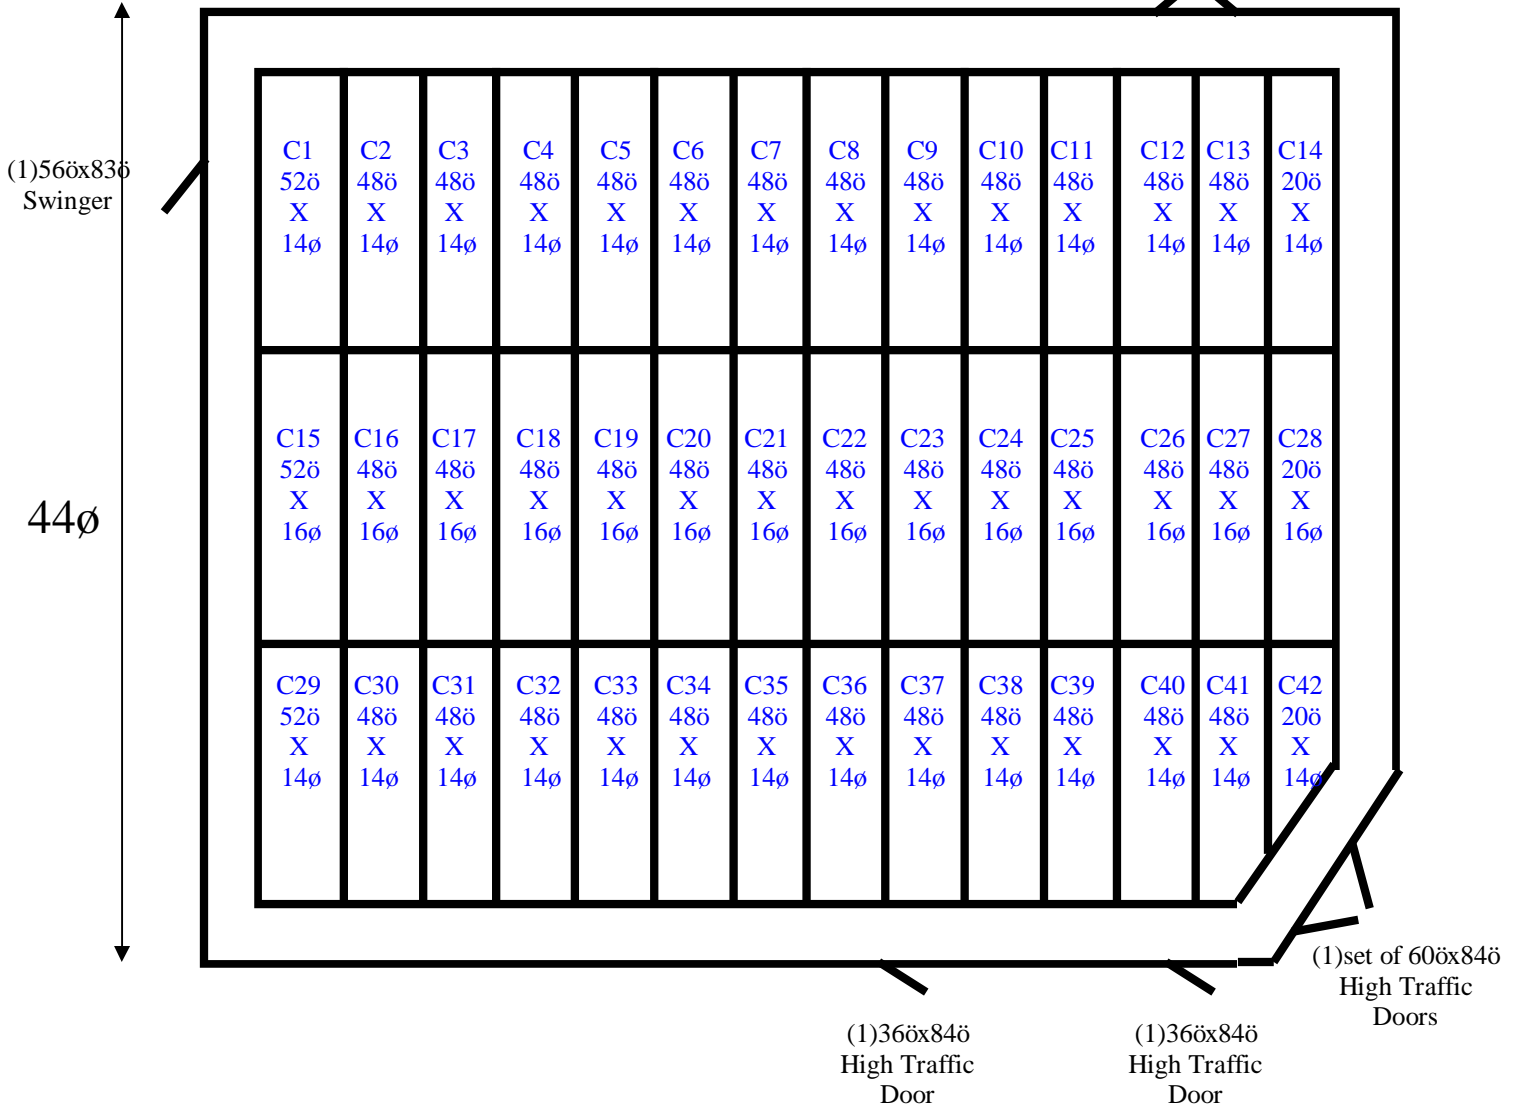 C1 C2 C3 C4 C5 C6 C7 C8 C9 C10 C11 C12 C13 C14
52ö 48ö 48ö 48ö 48ö 48ö 48ö 48ö 48ö 48ö 48ö 48ö 48ö 20ö
X X X X X X X X X X X X X X
14ø 14ø 14ø 14ø 14ø 14ø 14ø 14ø 14ø 14ø 14ø 14ø 14ø 14ø
(1)56öx83ö
Swinger
C15 C16 C17 C18 C19 C20 C21 C22 C23 C24 C25 C26 C27 C28
52ö 48ö 48ö 48ö 48ö 48ö 48ö 48ö 48ö 48ö 48ö 48ö 48ö 20ö
X X X X X X X X X X X X X X
16ø 16ø 16ø 16ø 16ø 16ø 16ø 16ø 16ø 16ø 16ø 16ø 16ø 16ø
44ø
C29 C30 C31 C32 C33 C34 C35 C36 C37 C38 C39 C40 C41 C42
52ö 48ö 48ö 48ö 48ö 48ö 48ö 48ö 48ö 48ö 48ö 48ö 48ö 20ö
X X X X X X X X X X X X X X
14ø 14ø 14ø 14ø 14ø 14ø 14ø 14ø 14ø 14ø 14ø 14ø 14ø 14ø
(1)set of 60öx84ö
High Traffic
Doors
(1)36öx84ö
High Traffic
Door
(1)36öx84ö
High Traffic
Door